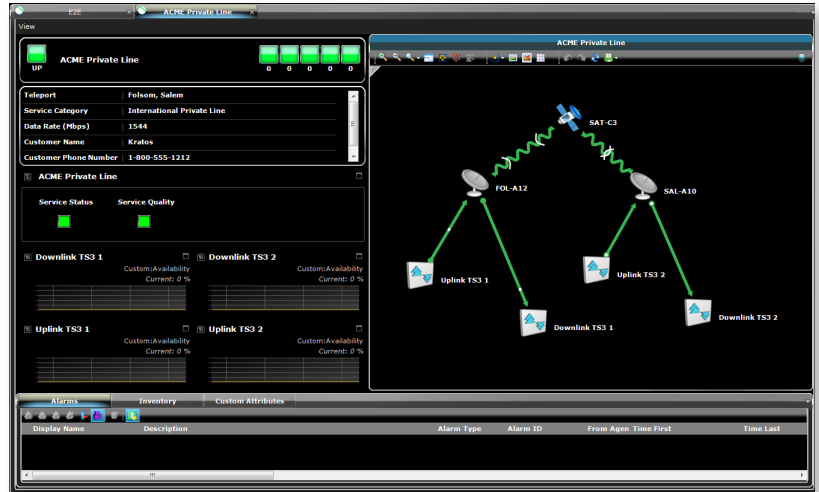 E2E
ACME Private Line
View
UP
ACME Private Line
0 0 0 0 0
Teleport Folsom, Salem
Service Category International Private Line
Data Rate (Mbps) 1544
Customer Name Kratos
Customer Phone Number 1-800-555-1212
ACME Private Line
Service Status Service Quality
Downlink TS3 1
Custom:Availability
Current: 0 %
Downlink TS3 2
Custom:Availability
Current: 0 %
Uplink TS3 1
Custom:Availability
Current: 0 %
Uplink TS3 2
Custom:Availability
Current: 0 %
ACME Private Line
SAT-C3
FOL-A12
SAL-A10
Uplink TS3 1
Uplink TS3 2
Downlink TS3 1
Downlink TS3 2
Alarms Inventory Custom Attributes
Display Name Description Alarm Type Alarm ID From Agen Time First Time Last